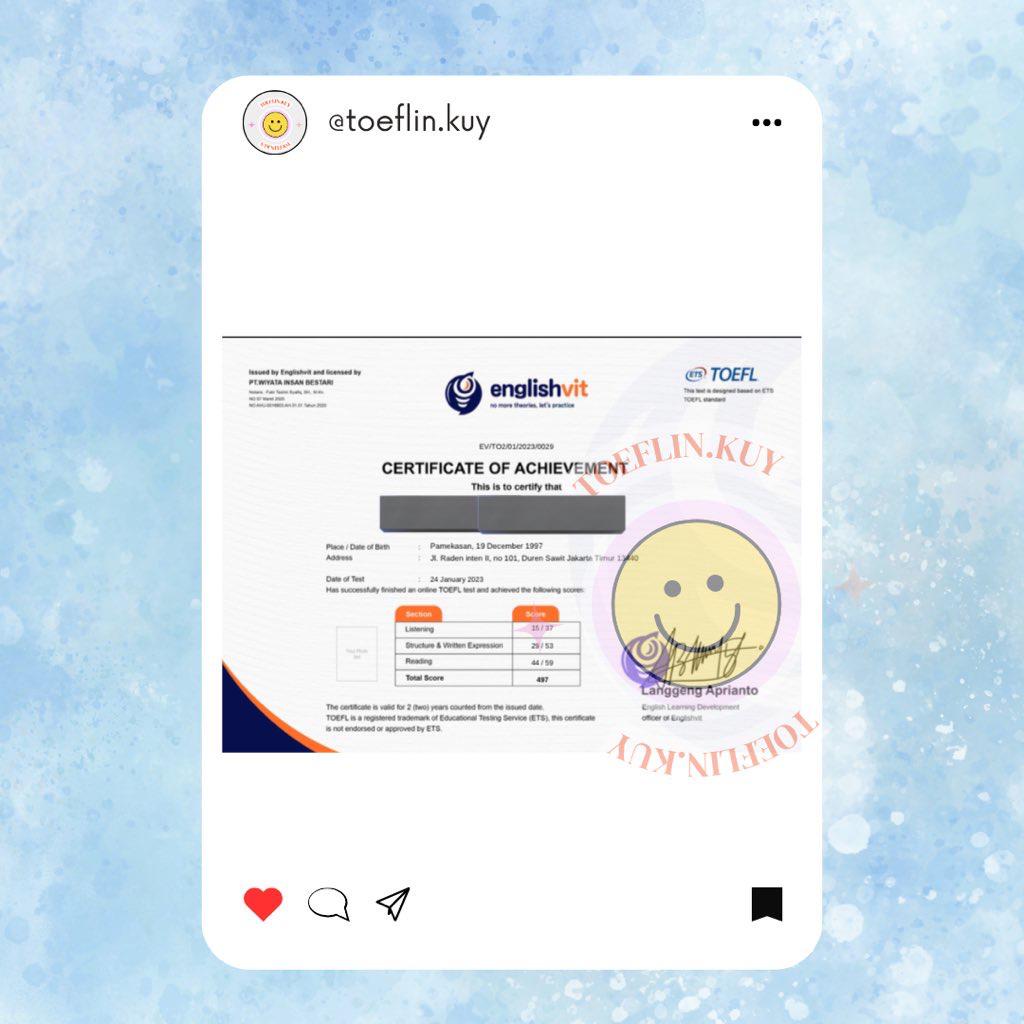 @toeflin.kuy
Issued by Englishvit and licensed by
PT.WIYATA INSAN BESTARI
ETS TOEFL
This test is designed based on ETS
TOEFL standard
englishvit
no more theories, let's practice
EV/TO2/01/2023/0029
CERTIFICATE OF ACHIEVEMENT
This is to certify that
Place / Date of Birth : Pamekasan, 19 December 1997
Address : Jl. Raden inten II, no 101, Duren Sawit Jakarta Timur 13440
Date of Test : 24 January 2023
Has successfully finished an online TOEFL test and achieved the following scores:
Section Score
Listening 15 / 37
Structure & Written Expression 29 / 53
Reading 44 / 59
Total Score 497
The certificate is valid for 2 (two) years counted from the issued date.
TOEFL is a registered trademark of Educational Testing Service (ETS), this certificate
is not endorsed or approved by ETS.
Langgeng Aprianto
English Learning Development
officer of Englishvit
TOEFLIN.KUY
TOEFLIN.KUY